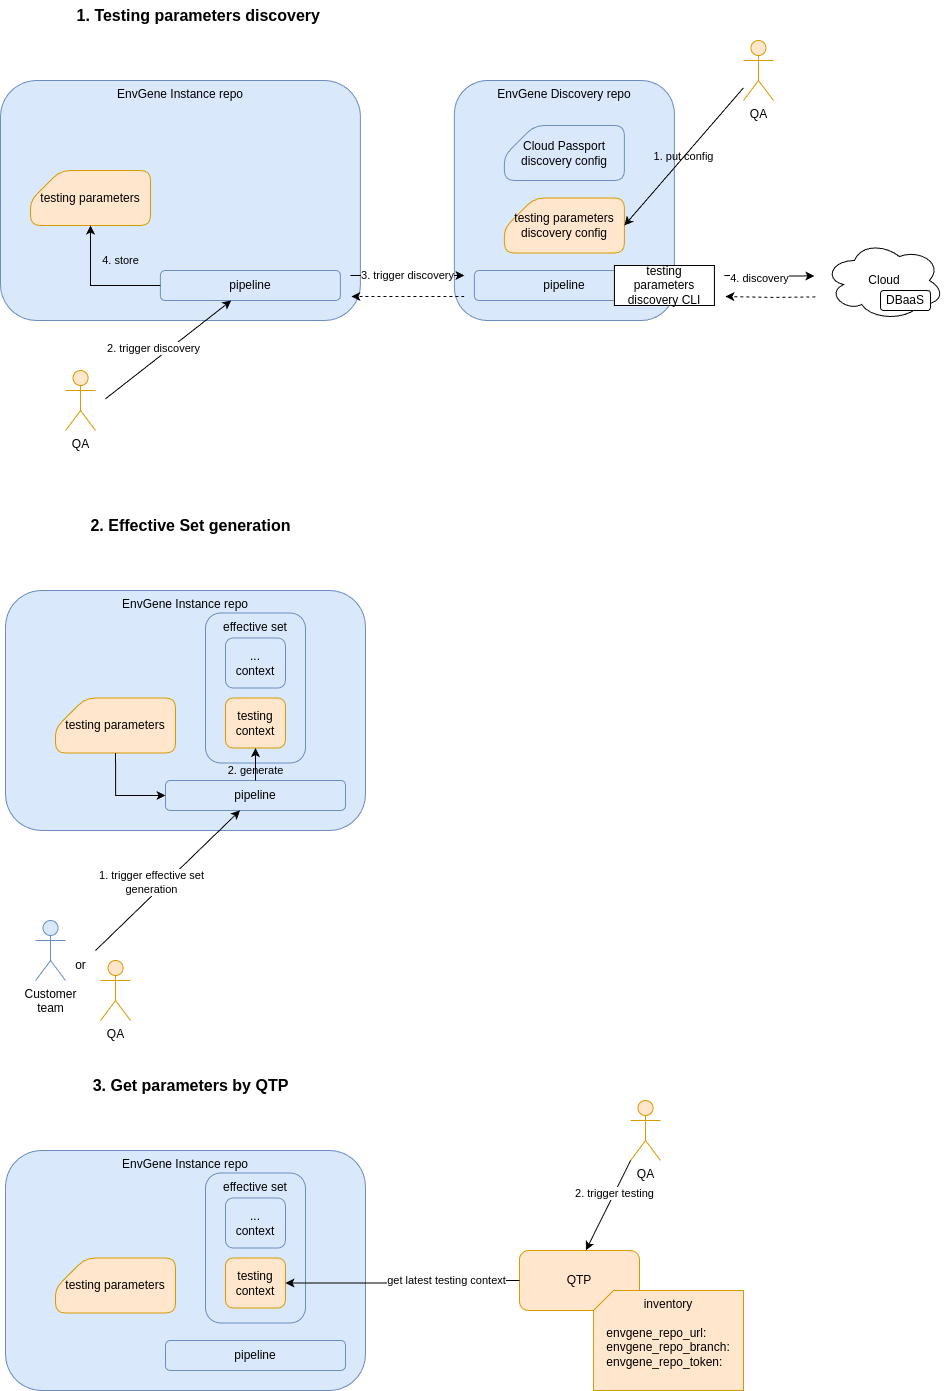 1. Testing parameters discovery
QA
EnvGene Instance repo
EnvGene Discovery repo
Cloud Passport
discovery config
1. put config
testing parameters
testing parameters
discovery config
4. store
pipeline
3. trigger discovery
pipeline
testing
parameters
discovery CLI
4. discovery
Cloud
DBaaS
2. trigger discovery
QA
2. Effective Set generation
EnvGene Instance repo
effective set
...
context
testing parameters
testing
context
2. generate
pipeline
1. trigger effective set
generation
or
Customer
team
QA
3. Get parameters by QTP
EnvGene Instance repo
QA
effective set
2. trigger testing
...
context
testing parameters
testing
context
get latest testing context
QTP
inventory
envgene_repo_url:
envgene_repo_branch:
envgene_repo_token:
pipeline